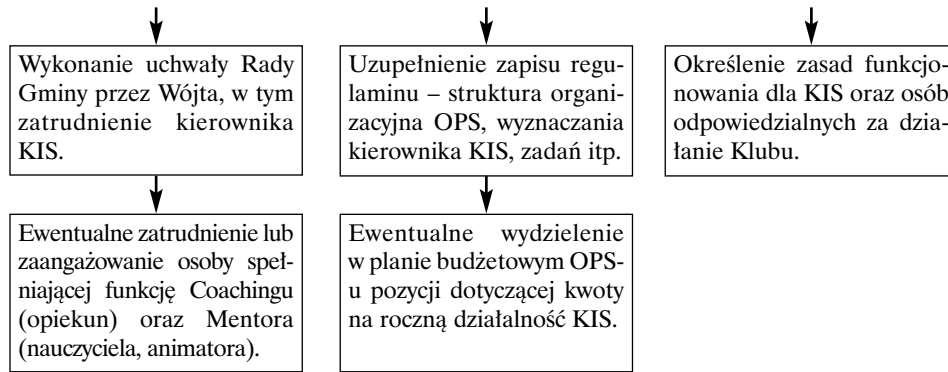 Wykonanie uchwały Rady
Gminy przez Wójta, w tym
zatrudnienie kierownika
KIS.
Uzupełnienie zapisu regu-
laminu – struktura organi-
zacyjna OPS, wyznaczania
kierownika KIS, zadań itp.
Określenie zasad funkcjo-
nowania dla KIS oraz osób
odpowiedzialnych za dzia-
łanie Klubu.
Ewentualne zatrudnienie lub
zaangażowanie osoby speł-
niającej funkcję Coachingu
(opiekun) oraz Mentora
(nauczyciela, animatora).
Ewentualne wydzielenie
w planie budżetowym OPS-
u pozycji dotyczącej kwoty
na roczną działalność KIS.